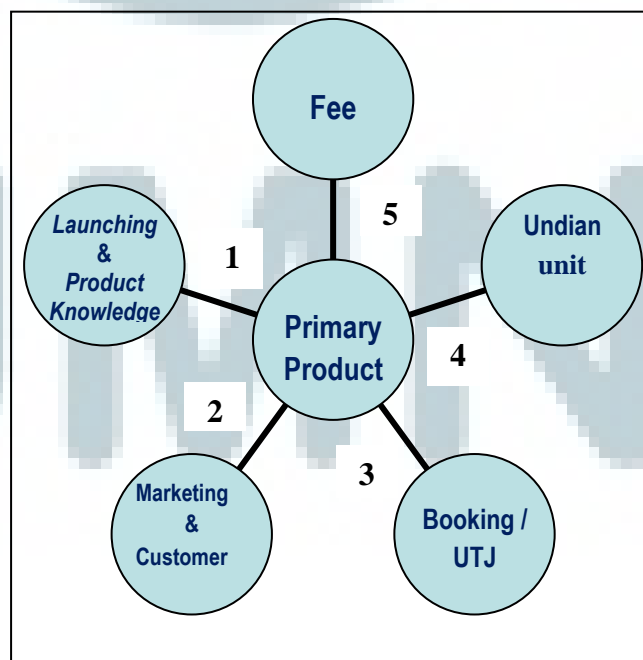 Fee
5
Launching
&
Product
Knowledge
1
Undian
unit
Primary
Product
4
2
3
Marketing
&
Customer
Booking /
UTJ